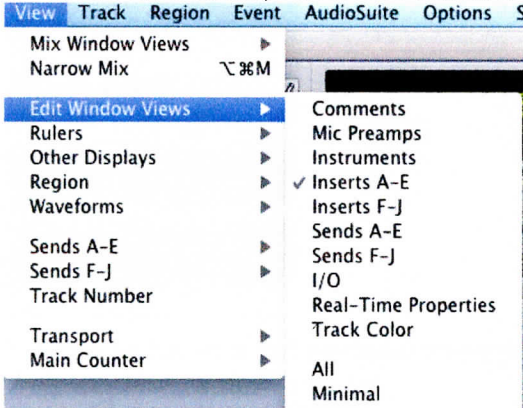 View Track Region Event AudioSuite Options S
Mix Window Views
Narrow Mix ⌥⌘M
Edit Window Views
Rulers
Other Displays
Region
Waveforms
Sends A-E
Sends F-J
Track Number
Transport
Main Counter
Comments
Mic Preamps
Instruments
✓ Inserts A-E
Inserts F-J
Sends A-E
Sends F-J
I/O
Real-Time Properties
Track Color
All
Minimal